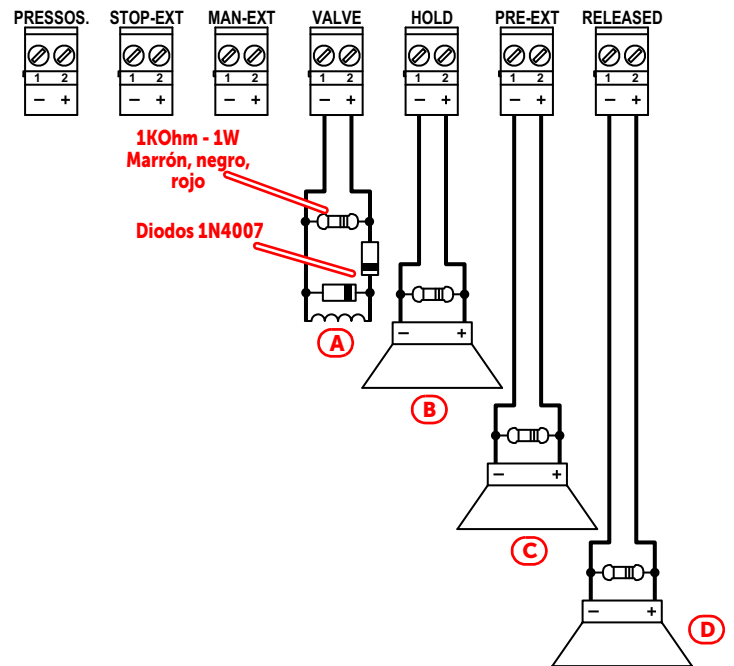 PRESSOS. STOP-EXT MAN-EXT VALVE HOLD PRE-EXT RELEASED
1 2 1 2 1 2 1 2 1 2 1 2 1 2
− + − + − + − + − + − + − +
1KOhm - 1W
Marrón, negro,
rojo
Diodos 1N4007
A
− +
B
− +
C
− +
D